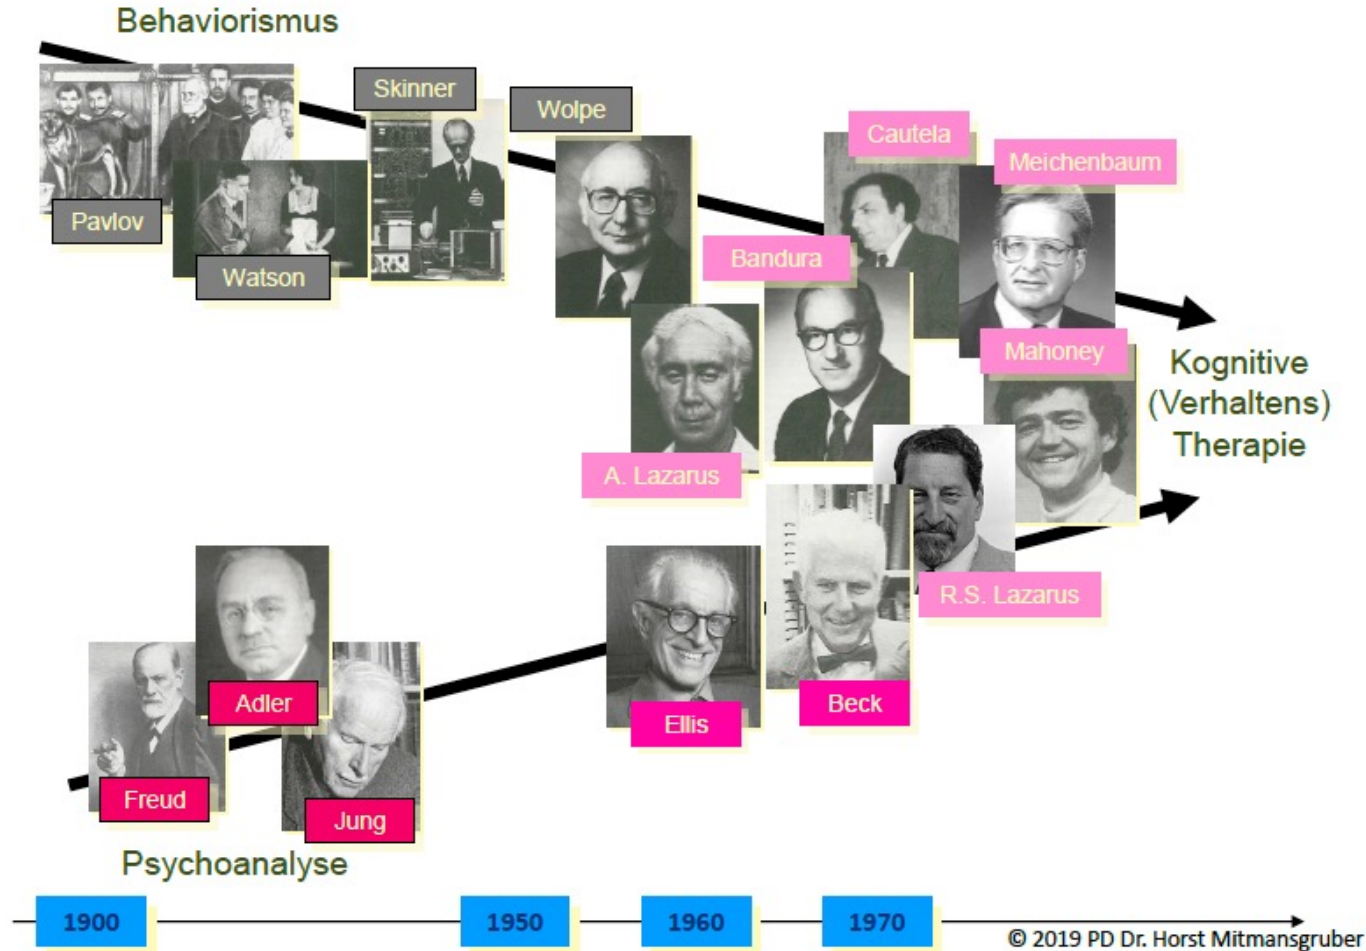 Behaviorismus
Skinner
Wolpe
Cautela
Meichenbaum
Pavlov
Watson
Bandura
Mahoney
Kognitive
(Verhaltens)
Therapie
A. Lazarus
R.S. Lazarus
Adler
Ellis
Beck
Freud
Jung
Psychoanalyse
1900
1950
1960
1970
© 2019 PD Dr. Horst Mitmansgruber